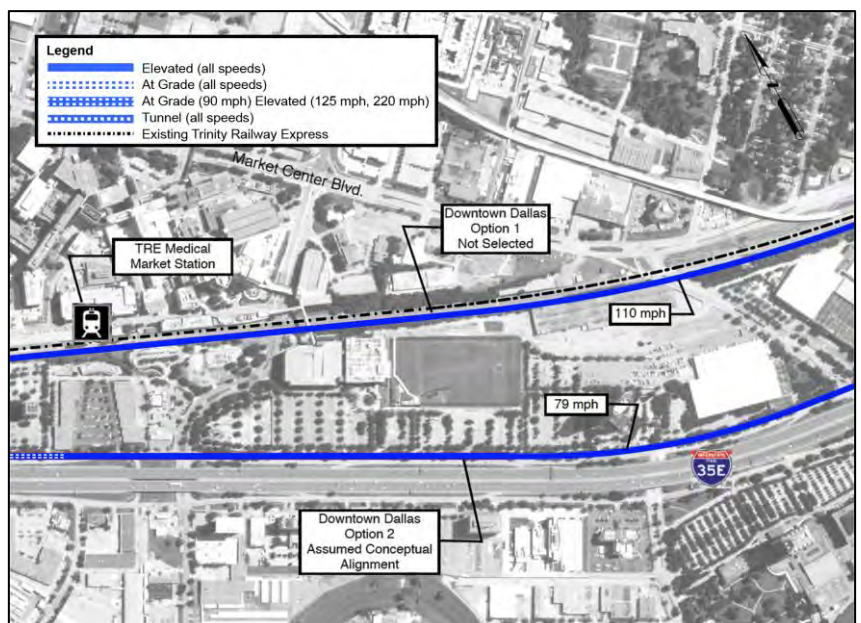 Legend
Elevated (all speeds)
At Grade (all speeds)
At Grade (90 mph) Elevated (125 mph, 220 mph)
Tunnel (all speeds)
Existing Trinity Railway Express
Market Center Blvd.
TRE Medical
Market Station
Downtown Dallas
Option 1
Not Selected
110 mph
79 mph
INTERSTATE
35E
Downtown Dallas
Option 2
Assumed Conceptual
Alignment